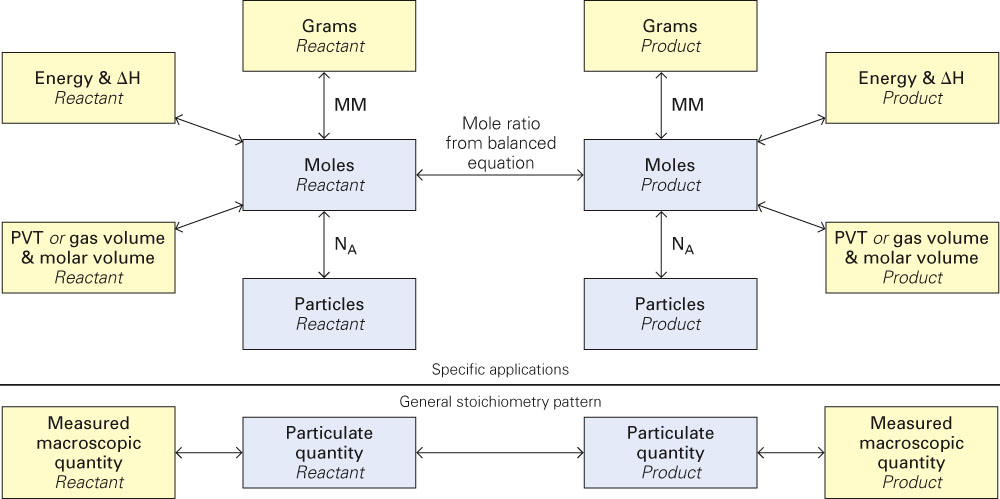 Grams
Reactant
Grams
Product
Energy & ΔH
Reactant
Energy & ΔH
Product
MM
MM
Mole ratio
from balanced
equation
Moles
Reactant
Moles
Product
PVT or gas volume
& molar volume
Reactant
PVT or gas volume
& molar volume
Product
NA
NA
Particles
Reactant
Particles
Product
Specific applications
General stoichiometry pattern
Measured
macroscopic
quantity
Reactant
Particulate
quantity
Reactant
Particulate
quantity
Product
Measured
macroscopic
quantity
Product